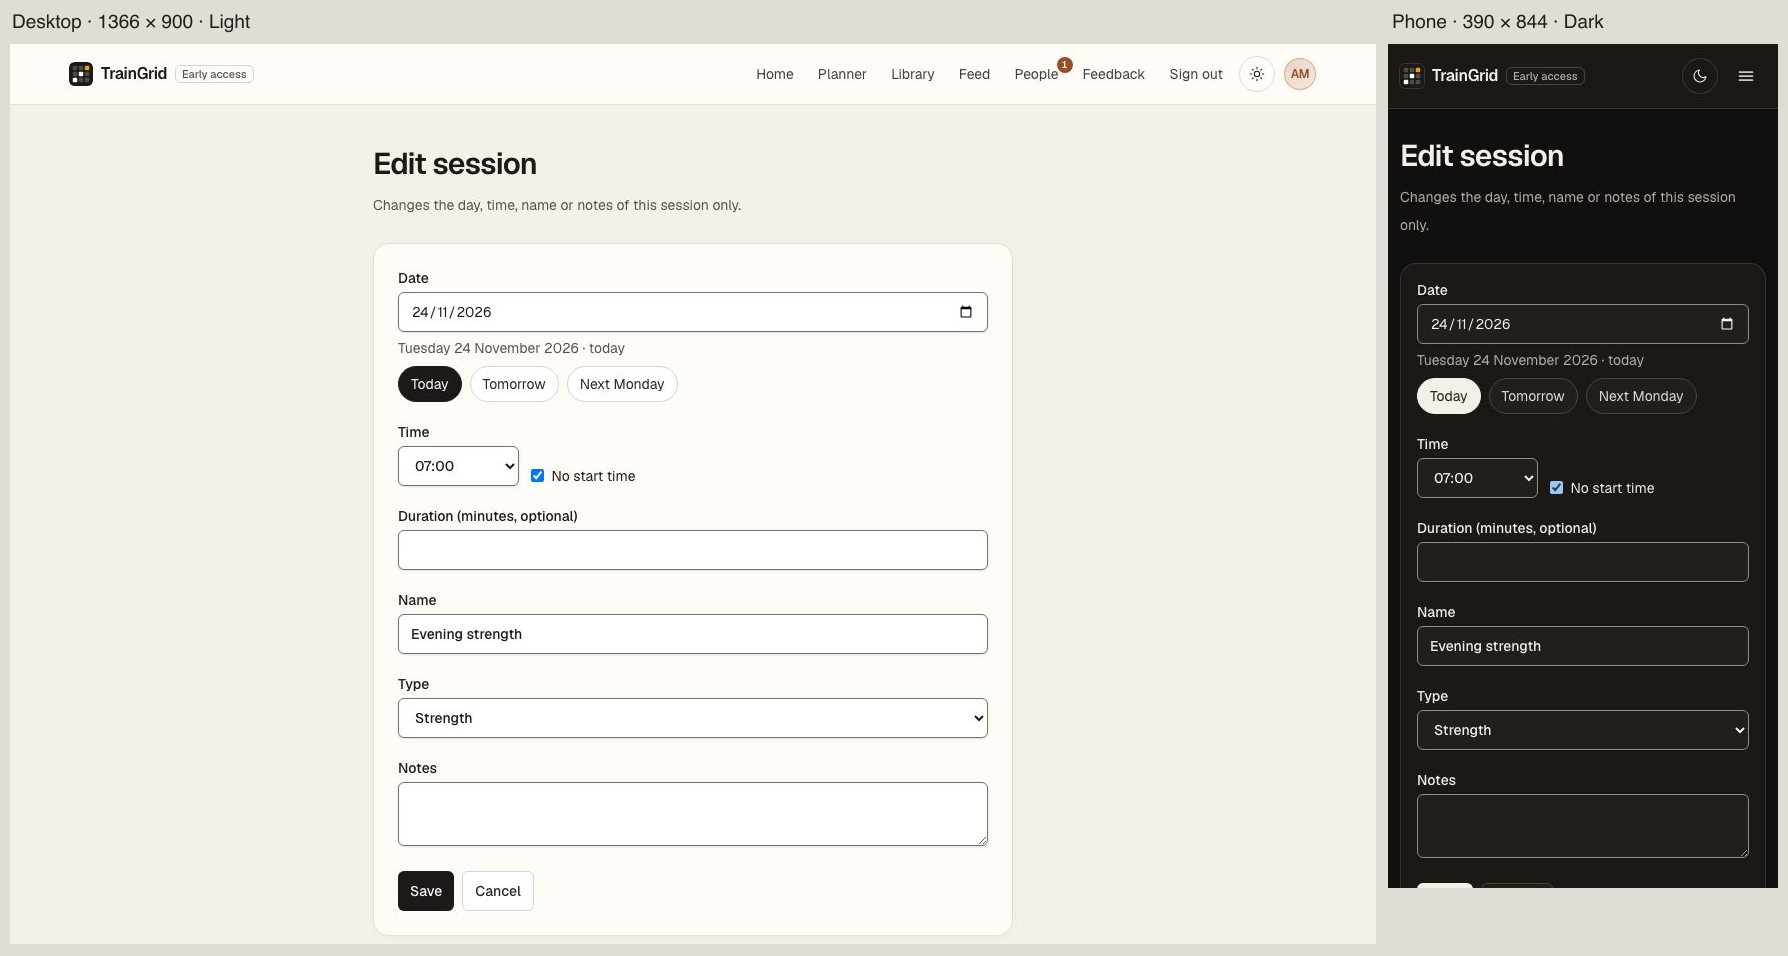 Desktop · 1366 × 900 · Light
TrainGrid
Early access
Home
Planner
Library
Feed
People
1
Feedback
Sign out
AM
Edit session
Changes the day, time, name or notes of this session only.
Date
24/11/2026
Tuesday 24 November 2026 · today
Today
Tomorrow
Next Monday
Time
07:00
No start time
Duration (minutes, optional)
Name
Evening strength
Type
Strength
Notes
Save
Cancel
Phone · 390 × 844 · Dark
TrainGrid
Early access
Edit session
Changes the day, time, name or notes of this session
only.
Date
24/11/2026
Tuesday 24 November 2026 · today
Today
Tomorrow
Next Monday
Time
07:00
No start time
Duration (minutes, optional)
Name
Evening strength
Type
Strength
Notes